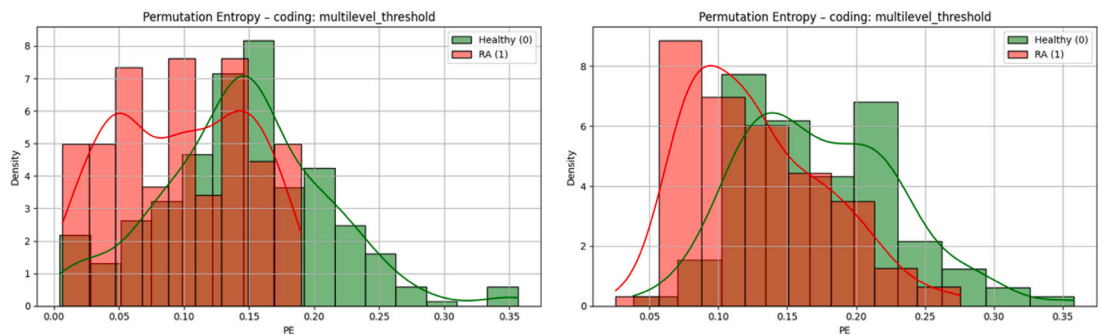 Permutation Entropy – coding: multilevel_threshold
Healthy (0)
RA (1)
Density
8
7
6
5
4
3
2
1
0
0.00 0.05 0.10 0.15 0.20 0.25 0.30 0.35
PE
Permutation Entropy – coding: multilevel_threshold
Healthy (0)
RA (1)
Density
8
6
4
2
0
0.05 0.10 0.15 0.20 0.25 0.30 0.35
PE